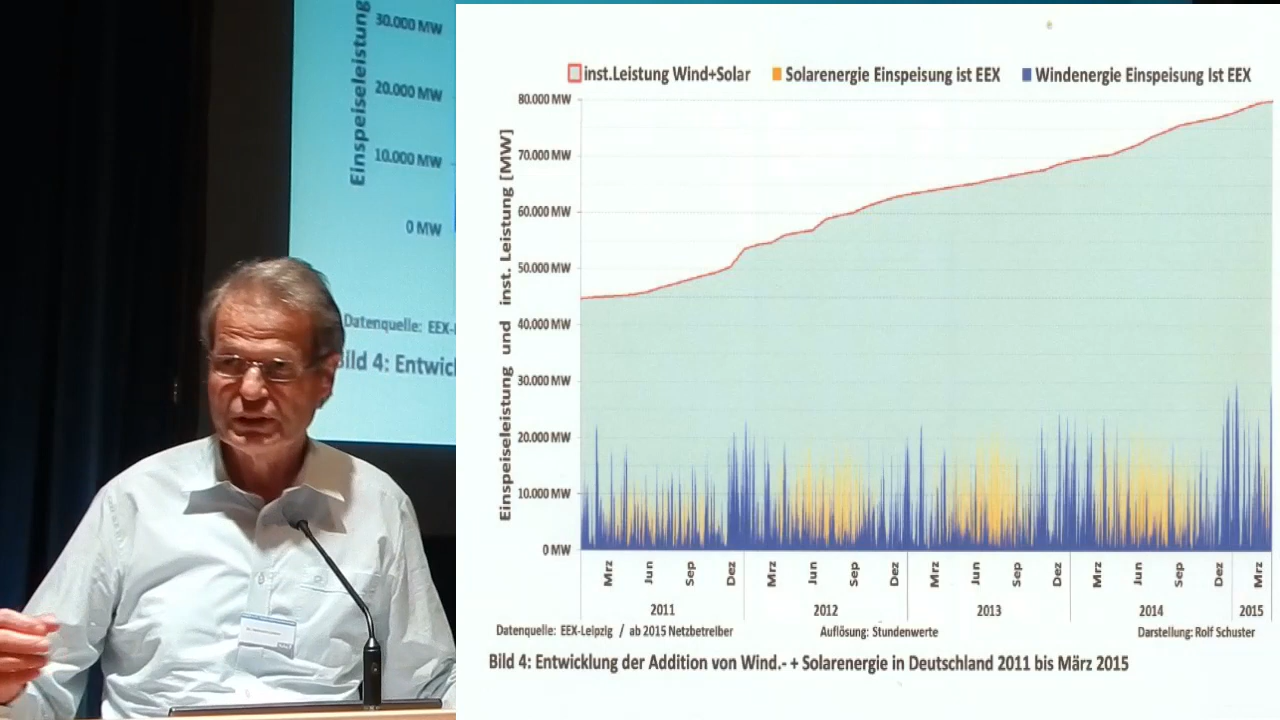 30.000 MW
20.000 MW
10.000 MW
0 MW
Einspeiseleistung
Datenquelle: EEX-
Bild 4: Entwic
inst.Leistung Wind+Solar
Solarenergie Einspeisung ist EEX
Windenergie Einspeisung Ist EEX
Einspeiseleistung und inst. Leistung [MW]
80.000 MW
70.000 MW
60.000 MW
50.000 MW
40.000 MW
30.000 MW
20.000 MW
10.000 MW
0 MW
Mrz Jun Sep Dez Mrz Jun Sep Dez Mrz Jun Sep Dez Mrz Jun Sep Dez Mrz
2011 2012 2013 2014 2015
Datenquelle: EEX-Leipzig / ab 2015 Netzbetreiber
Auflösung: Stundenwerte
Darstellung: Rolf Schuster
Bild 4: Entwicklung der Addition von Wind.- + Solarenergie in Deutschland 2011 bis März 2015